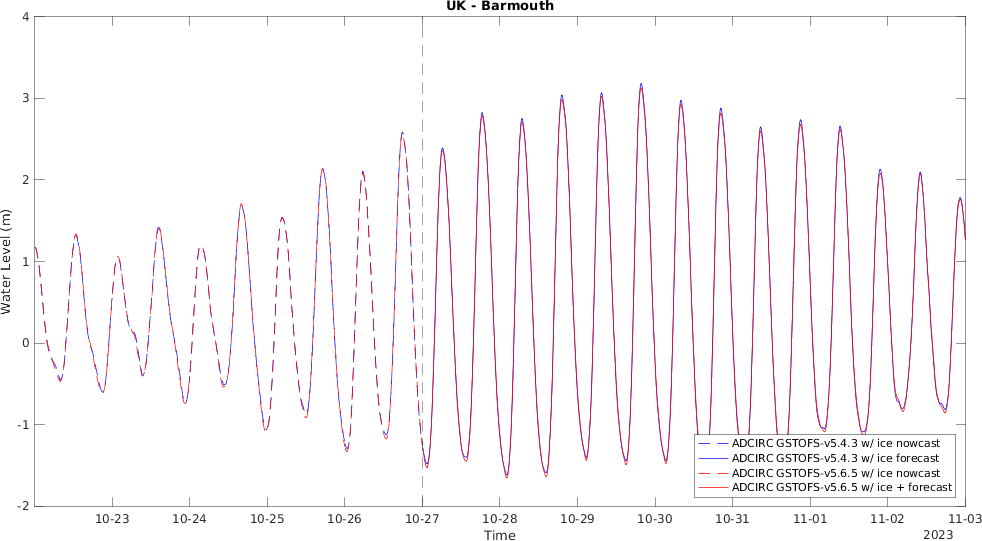 UK - Barmouth
4
3
2
1
0
-1
-2
Water Level (m)
10-23 10-24 10-25 10-26 10-27 10-28 10-29 10-30 10-31 11-01 11-02 11-03
Time
2023
ADCIRC GSTOFS-v5.4.3 w/ ice nowcast
ADCIRC GSTOFS-v5.4.3 w/ ice forecast
ADCIRC GSTOFS-v5.6.5 w/ ice nowcast
ADCIRC GSTOFS-v5.6.5 w/ ice + forecast